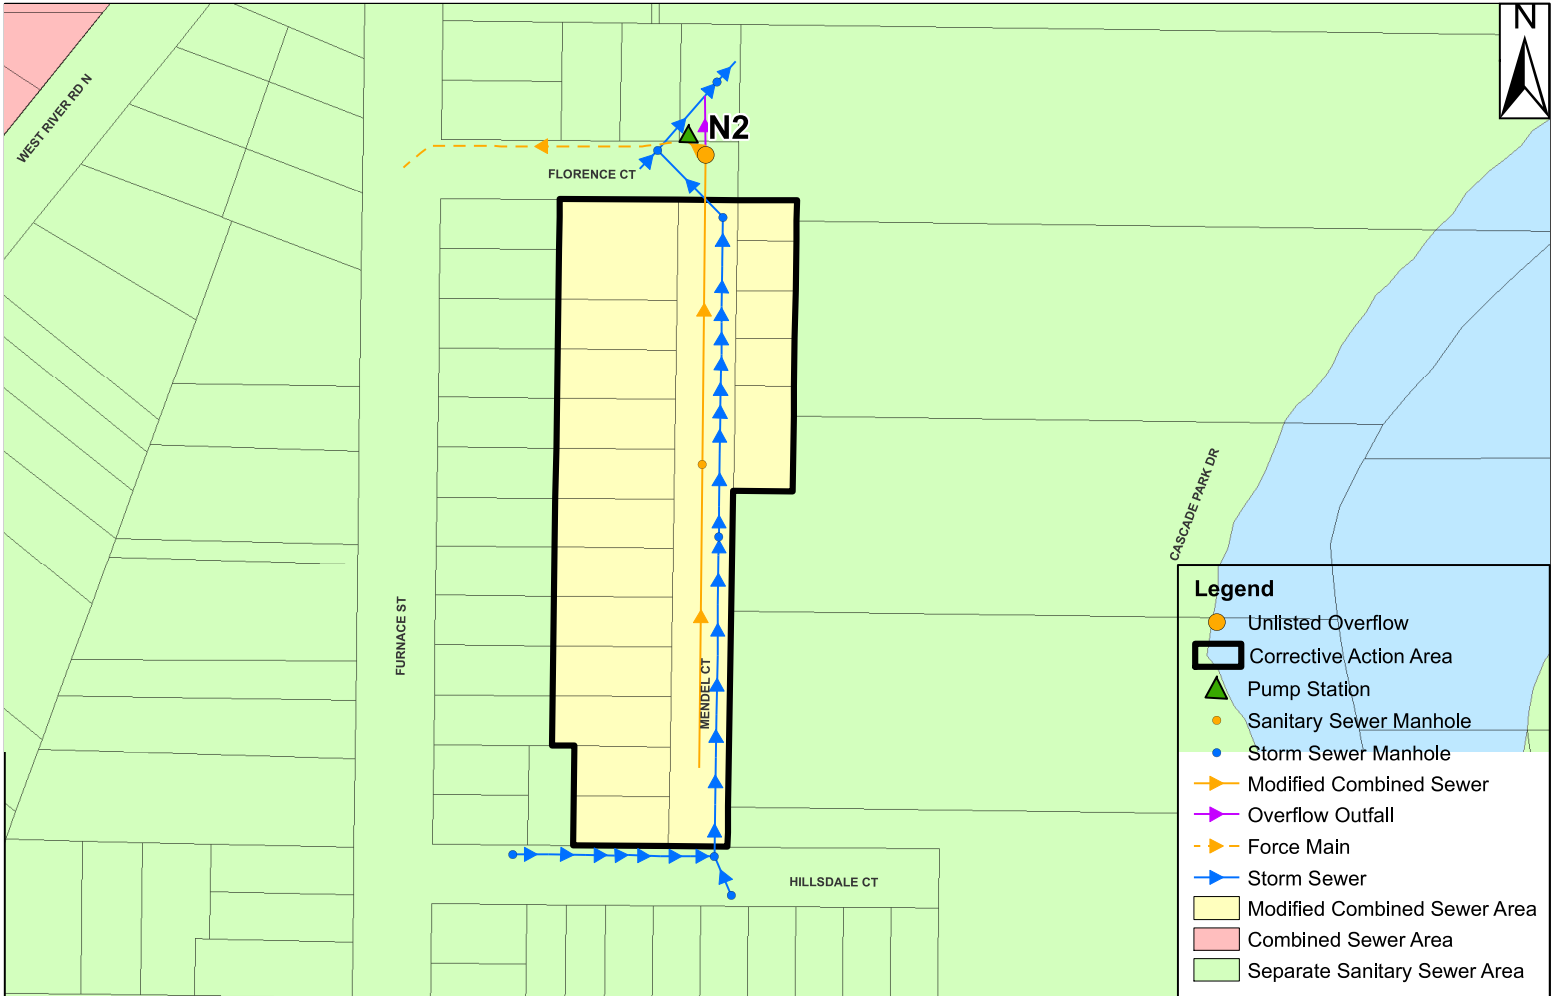 N
WEST RIVER RD N
N2
FLORENCE CT
CASCADE PARK DR
FURNACE ST
MENDEL CT
HILLSDALE CT
Legend
Unlisted Overflow
Corrective Action Area
Pump Station
Sanitary Sewer Manhole
Storm Sewer Manhole
Modified Combined Sewer
Overflow Outfall
Force Main
Storm Sewer
Modified Combined Sewer Area
Combined Sewer Area
Separate Sanitary Sewer Area